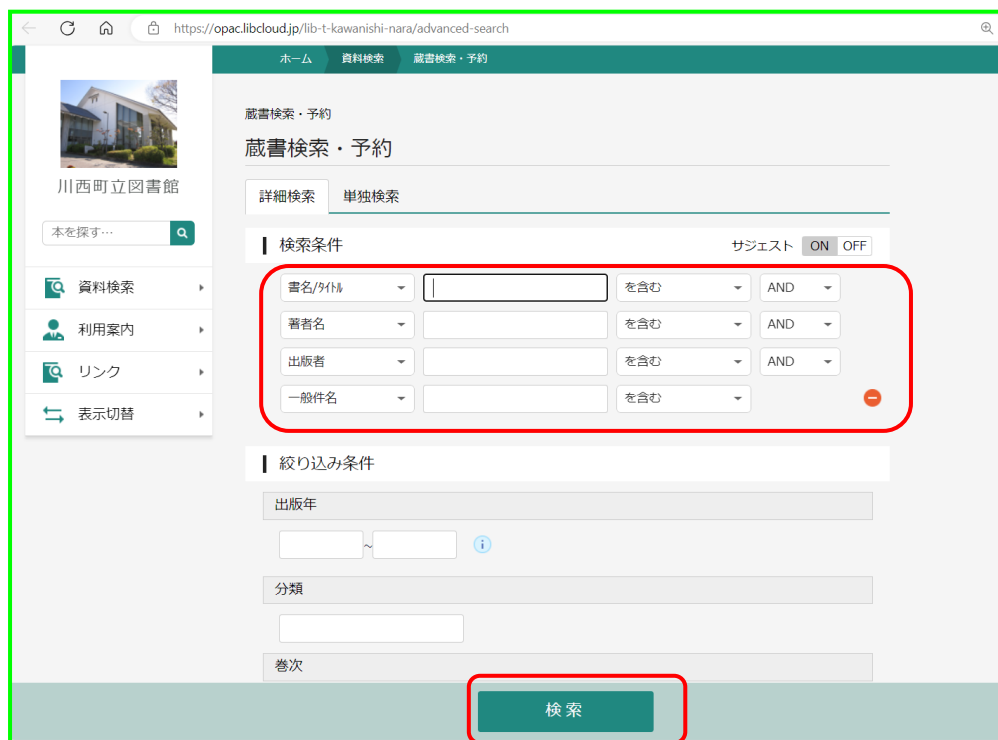 https://opac.libcloud.jp/lib-t-kawanishi-nara/advanced-search
ホーム 資料検索 蔵書検索・予約
川西町立図書館
本を探す…
資料検索
利用案内
リンク
表示切替
蔵書検索・予約
蔵書検索・予約
詳細検索 単独検索
検索条件 サジェスト ON OFF
書名/ﾀｲﾄﾙ を含む AND
著者名 を含む AND
出版者 を含む AND
一般件名 を含む
絞り込み条件
出版年
~
分類
巻次
検索